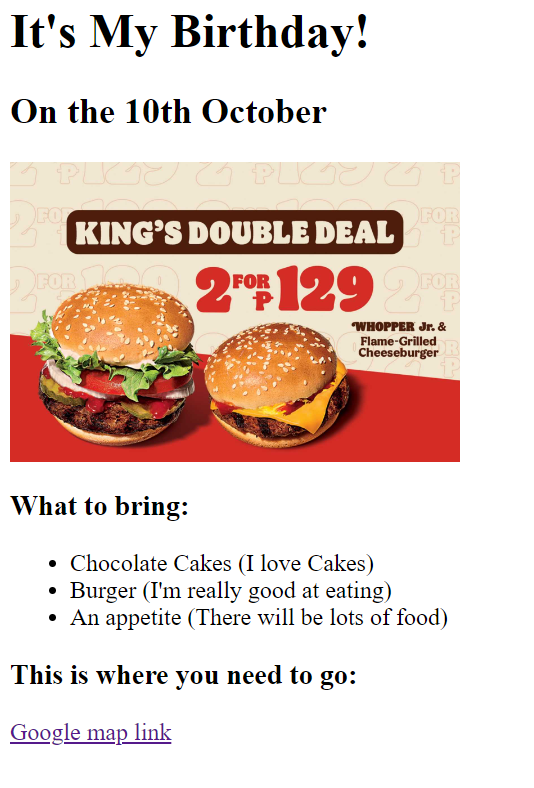 It's My Birthday!
On the 10th October
KING'S DOUBLE DEAL
2 FOR ₱129
WHOPPER Jr. &
Flame-Grilled
Cheeseburger
What to bring:
Chocolate Cakes (I love Cakes)
Burger (I'm really good at eating)
An appetite (There will be lots of food)
This is where you need to go:
Google map link